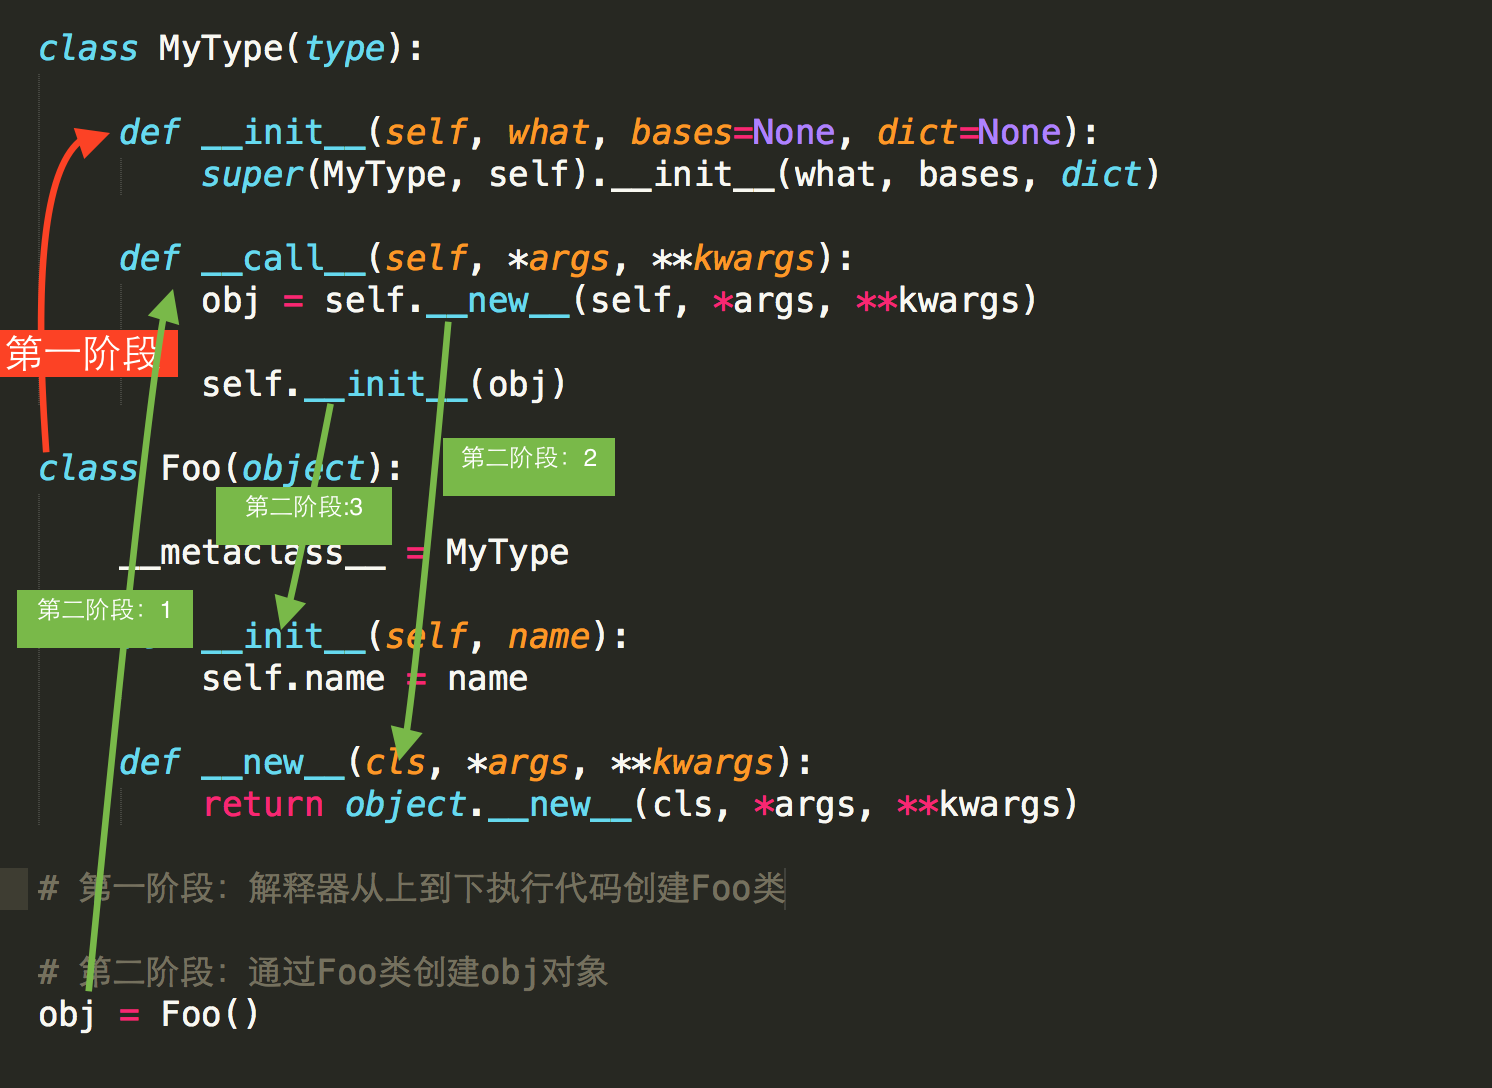 class MyType(type):
def __init__(self, what, bases=None, dict=None):
super(MyType, self).__init__(what, bases, dict)
def __call__(self, *args, **kwargs):
obj = self.__new__(self, *args, **kwargs)
第一阶段
self.__init__(obj)
class Foo(object):
第二阶段：2
第二阶段:3
__metaclass__ = MyType
第二阶段：1
__init__(self, name):
self.name = name
def __new__(cls, *args, **kwargs):
return object.__new__(cls, *args, **kwargs)
# 第一阶段：解释器从上到下执行代码创建Foo类
# 第二阶段：通过Foo类创建obj对象
obj = Foo()